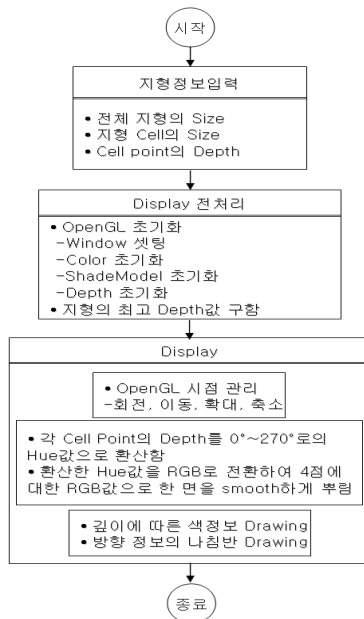 시작
지형정보입력
• 전체 지형의 Size
• 지형 Cell의 Size
• Cell point의 Depth
Display 전처리
• OpenGL 초기화
-Window 셋팅
-Color 초기화
-ShadeModel 초기화
-Depth 초기화
• 지형의 최고 Depth값 구함
Display
• OpenGL 시점 관리
-회전, 이동, 확대, 축소
• 각 Cell Point의 Depth를 0°~270°로의
Hue값으로 환산함
• 환산한 Hue값을 RGB로 전환하여 4점에
대한 RGB값으로 한 면을 smooth하게 뿌림
• 깊이에 따른 색정보 Drawing
• 방향 정보의 나침반 Drawing
종료